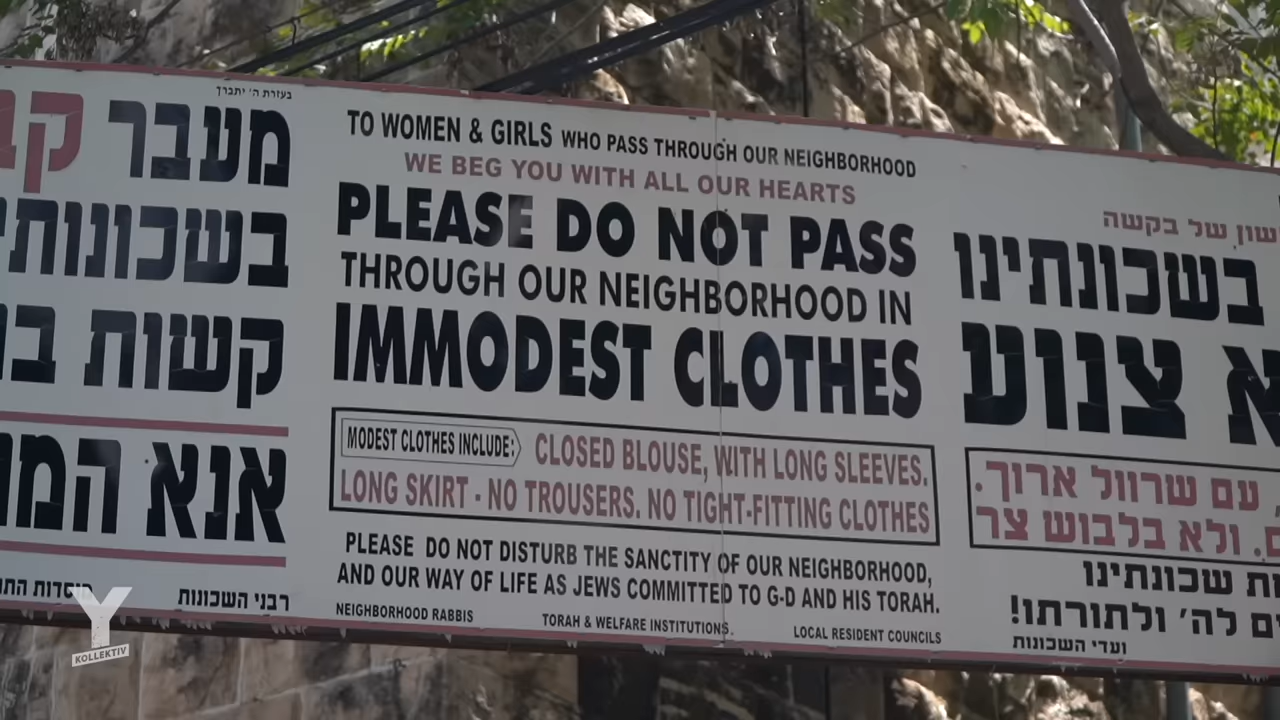 בעזרת ה' יתברך
מעבר
בשכונותי
קשות
אנא המ
רבני השכונות
TO WOMEN & GIRLS WHO PASS THROUGH OUR NEIGHBORHOOD
WE BEG YOU WITH ALL OUR HEARTS
PLEASE DO NOT PASS
THROUGH OUR NEIGHBORHOOD IN
IMMODEST CLOTHES
MODEST CLOTHES INCLUDE:
CLOSED BLOUSE, WITH LONG SLEEVES.
LONG SKIRT - NO TROUSERS. NO TIGHT-FITTING CLOTHES
PLEASE DO NOT DISTURB THE SANCTITY OF OUR NEIGHBORHOOD,
AND OUR WAY OF LIFE AS JEWS COMMITTED TO G-D AND HIS TORAH.
NEIGHBORHOOD RABBIS TORAH & WELFARE INSTITUTIONS. LOCAL RESIDENT COUNCILS
שון של בקשה
בשכונתינו
א צנוע
עם שרוול ארוך.
ם. ולא בלבוש צר
ת שכונתינו
ים לה' ולתורתו!
ועדי השכונות
Y
KOLLEKTIV